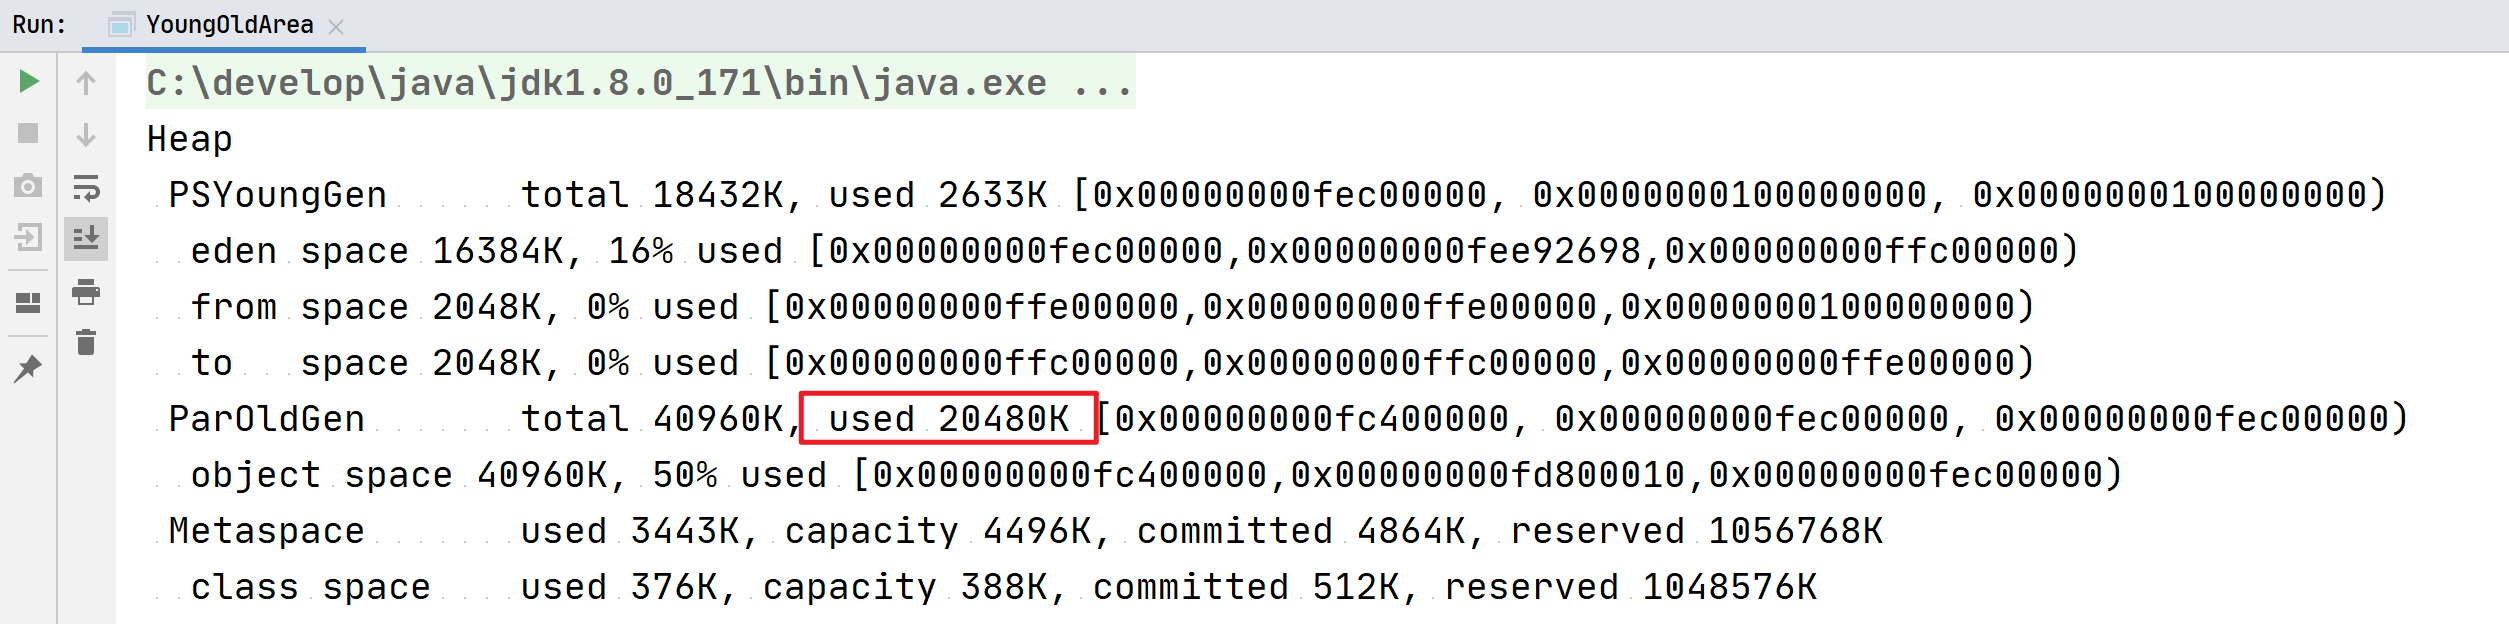 Run: YoungOldArea
C:\develop\java\jdk1.8.0_171\bin\java.exe ...
Heap
PSYoungGen      total 18432K, used 2633K [0x00000000fec00000, 0x0000000100000000, 0x0000000100000000)
eden space 16384K, 16% used [0x00000000fec00000,0x00000000fee92698,0x00000000ffc00000)
from space 2048K, 0% used [0x00000000ffe00000,0x00000000ffe00000,0x0000000100000000)
to   space 2048K, 0% used [0x00000000ffc00000,0x00000000ffc00000,0x00000000ffe00000)
ParOldGen       total 40960K, used 20480K [0x00000000fc400000, 0x00000000fec00000, 0x00000000fec00000)
object space 40960K, 50% used [0x00000000fc400000,0x00000000fd800010,0x00000000fec00000)
Metaspace       used 3443K, capacity 4496K, committed 4864K, reserved 1056768K
class space    used 376K, capacity 388K, committed 512K, reserved 1048576K